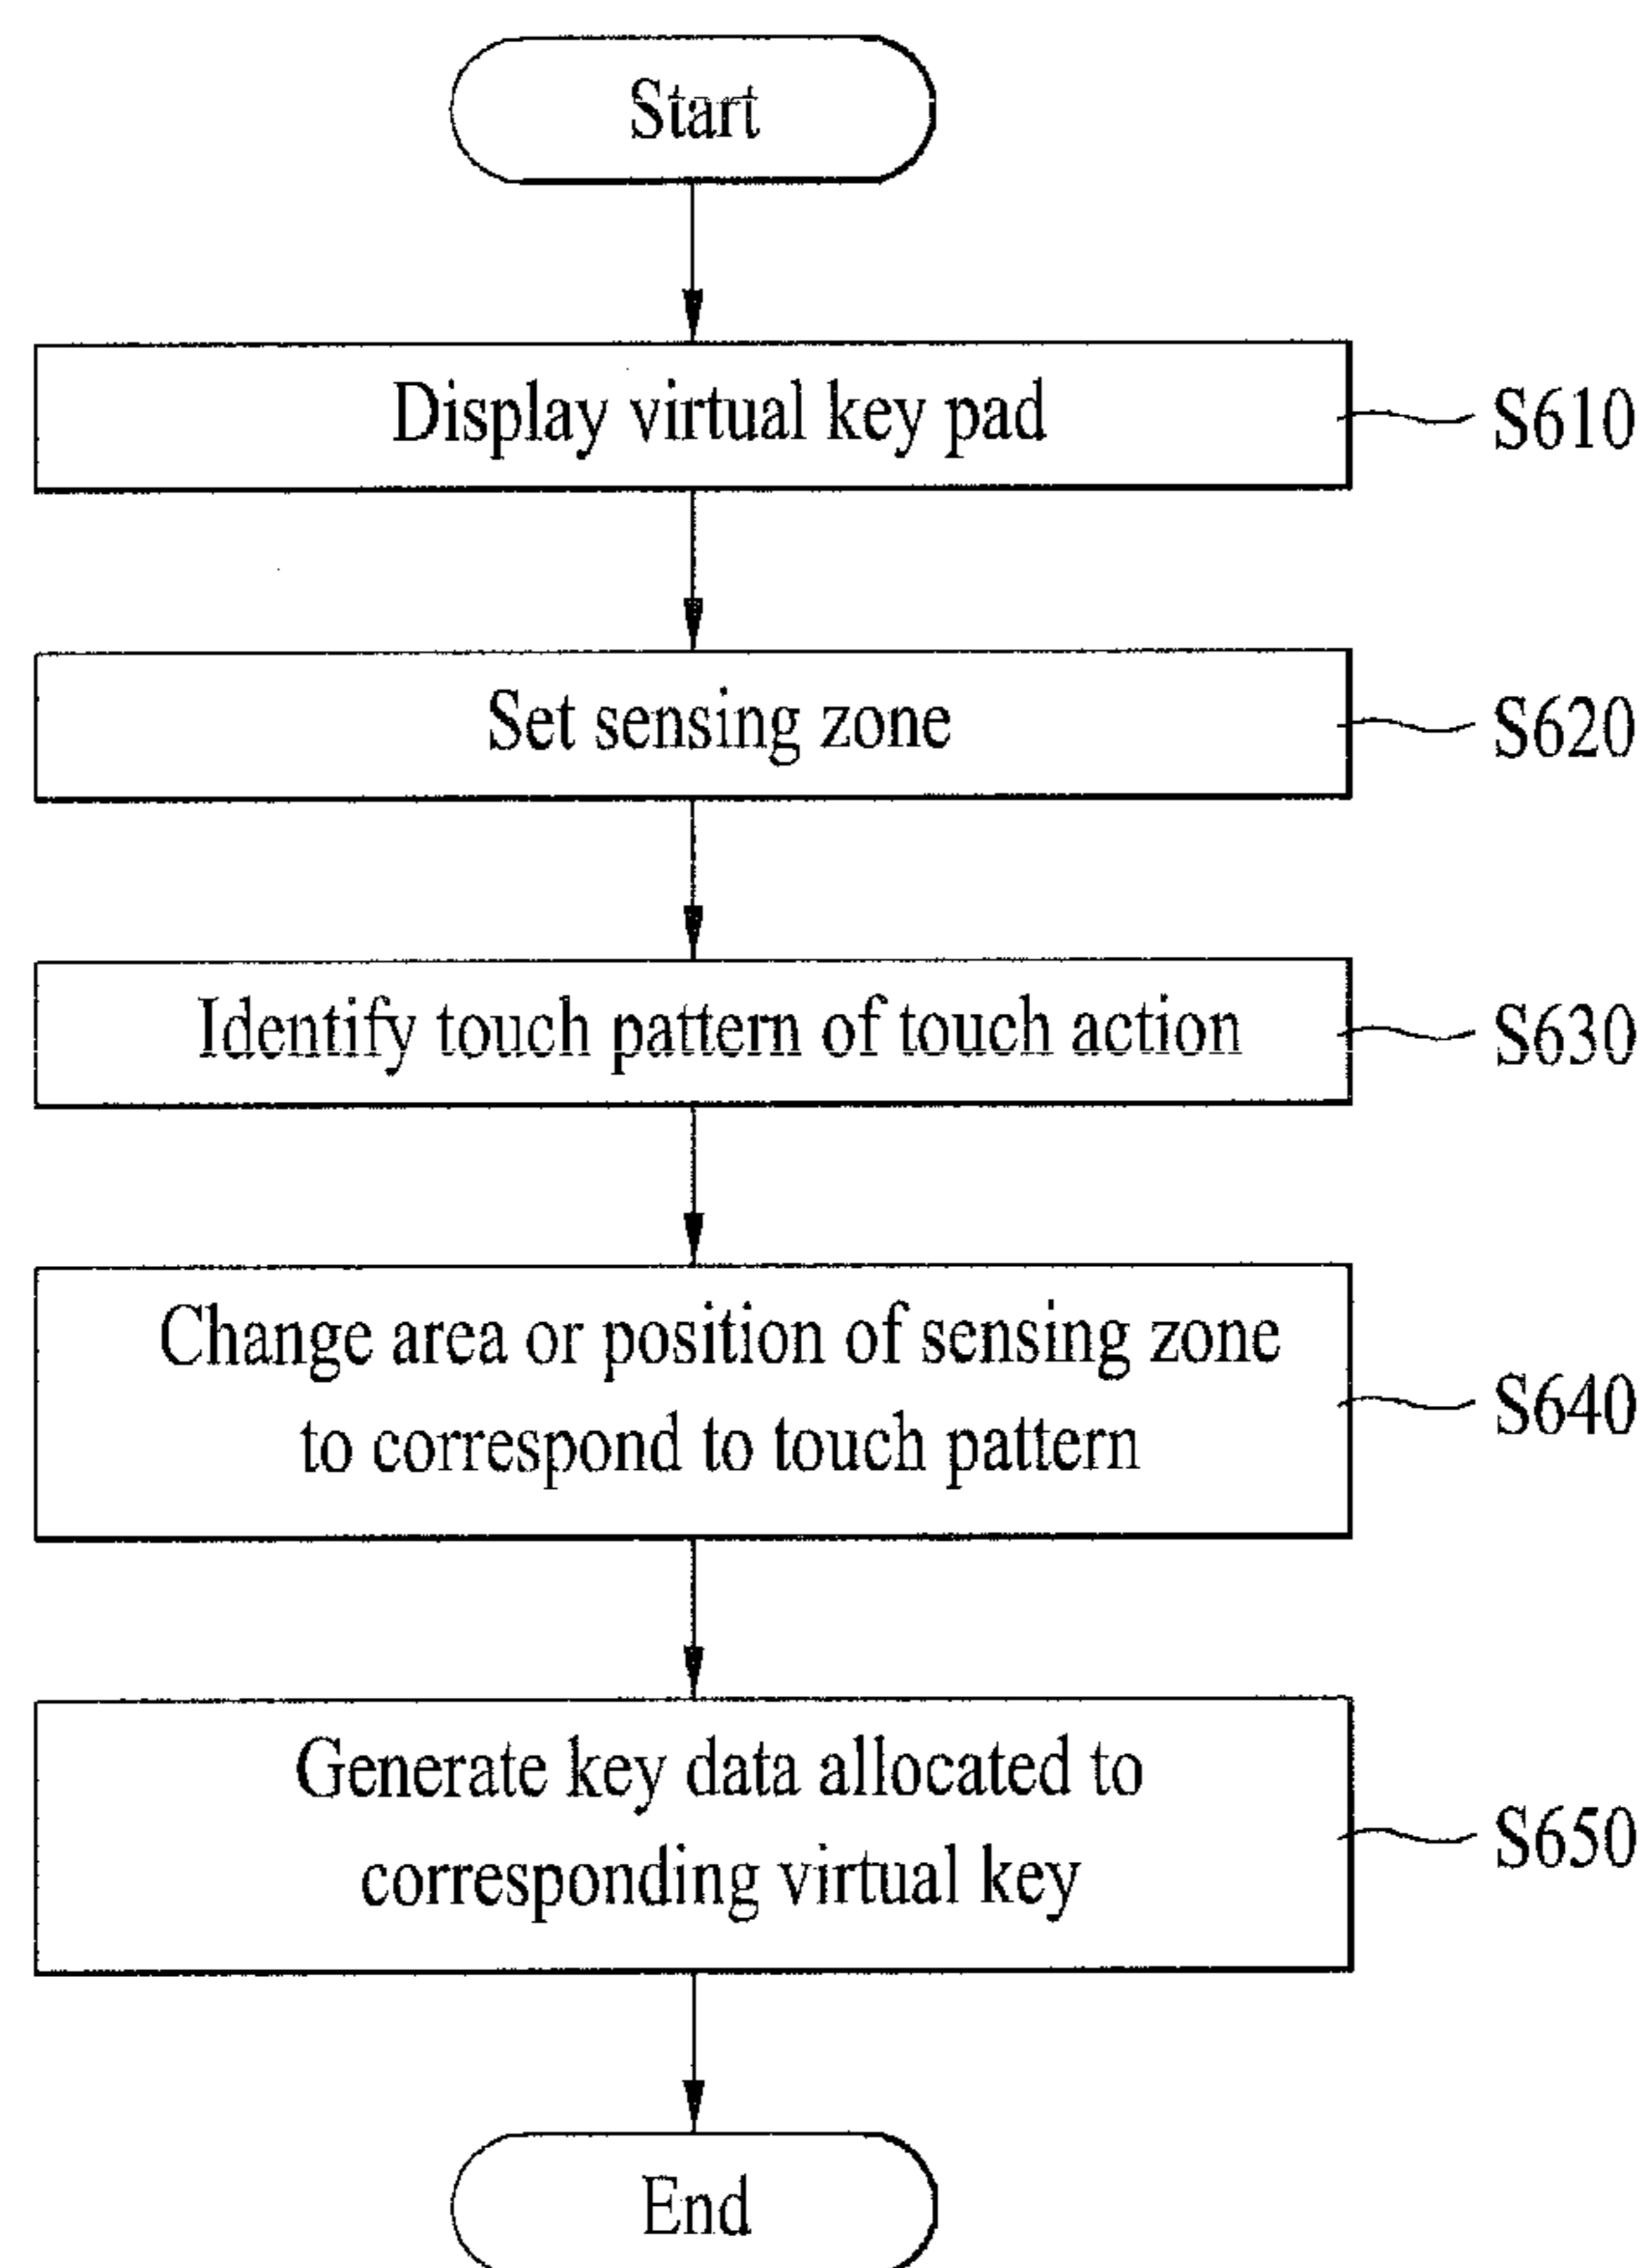 Start
Display virtual key pad
S610
Set sensing zone
S620
Identify touch pattern of touch action
S630
Change area or position of sensing zone
to correspond to touch pattern
S640
Generate key data allocated to
corresponding virtual key
S650
End